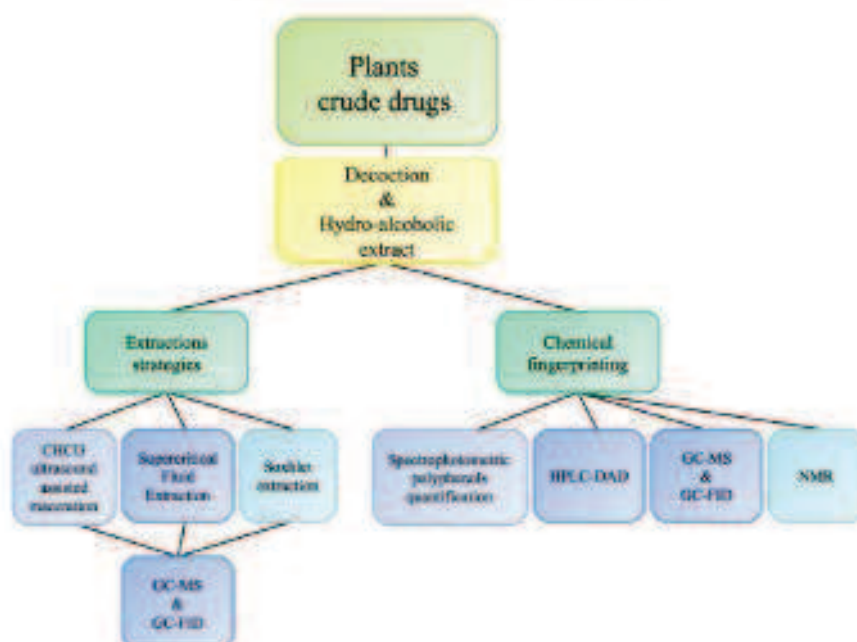 Plants
crude drugs
Decoction
&
Hydro-alcoholic
extract
Extractions
strategies
Chemical
fingerprinting
ultrasound
assisted
maceration
Supercritical
Fluid
Extraction
Soxhlet
extraction
Spectrophotometric
polyphenols
quantification
HPLC-DAD
GC-MS
&
GC-FID
NMR
GC-MS
&
GC-FID